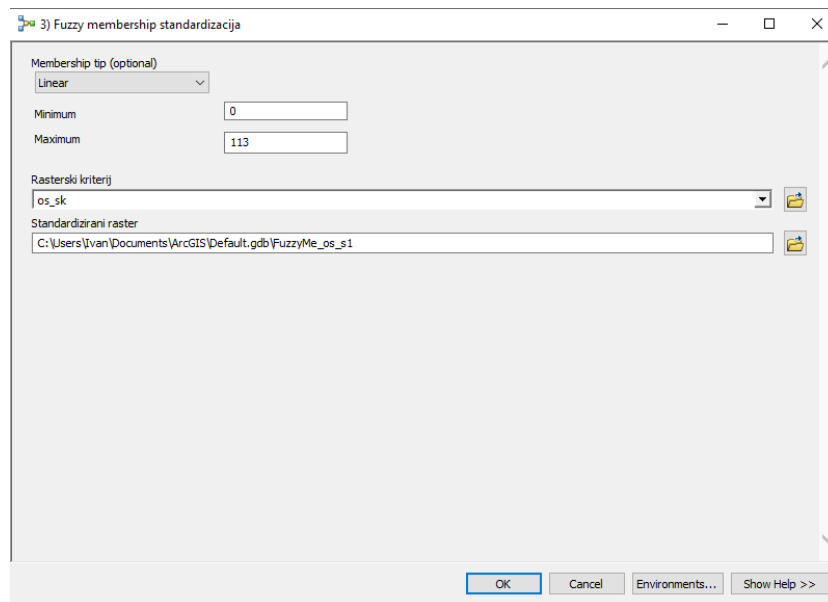 3) Fuzzy membership standardizacija
Membership tip (optional)
Linear
Minimum
0
Maximum
113
Rasterski kriterij
os_sk
Standardizirani raster
C:\Users\Ivan\Documents\ArcGIS\Default.gdb\FuzzyMe_os_s1
OK Cancel Environments... Show Help >>